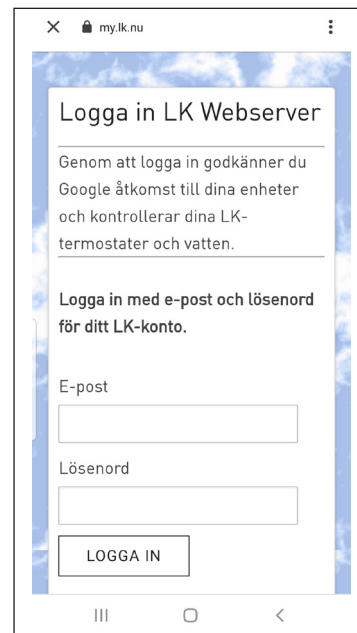 my.lk.nu
Logga in LK Webserver
Genom att logga in godkänner du
Google åtkomst till dina enheter
och kontrollerar dina LK-
termostater och vatten.
Logga in med e-post och lösenord
för ditt LK-konto.
E-post
Lösenord
LOGGA IN